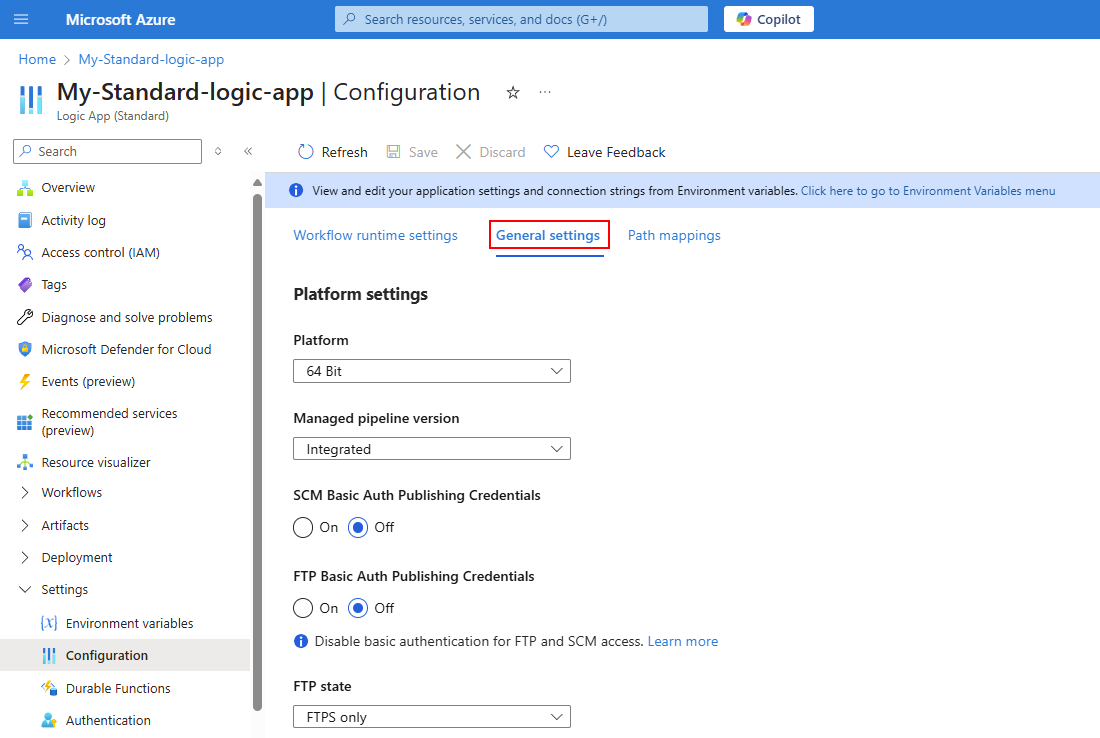 Microsoft Azure
Search resources, services, and docs (G+/)
Copilot
Home > My-Standard-logic-app
My-Standard-logic-app | Configuration
Logic App (Standard)
Search
Refresh
Save
Discard
Leave Feedback
Overview
Activity log
Access control (IAM)
Tags
Diagnose and solve problems
Microsoft Defender for Cloud
Events (preview)
Recommended services
(preview)
Resource visualizer
Workflows
Artifacts
Deployment
Settings
Environment variables
Configuration
Durable Functions
Authentication
View and edit your application settings and connection strings from Environment variables. Click here to go to Environment Variables menu
Workflow runtime settings
General settings
Path mappings
Platform settings
Platform
64 Bit
Managed pipeline version
Integrated
SCM Basic Auth Publishing Credentials
On Off
FTP Basic Auth Publishing Credentials
On Off
Disable basic authentication for FTP and SCM access. Learn more
FTP state
FTPS only